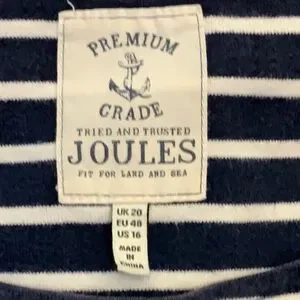 PREMIUM
GRADE
TRIED AND TRUSTED
JOULES
FIT FOR LAND AND SEA
UK 20
EU 48
US 16
MADE
IN
CHINA